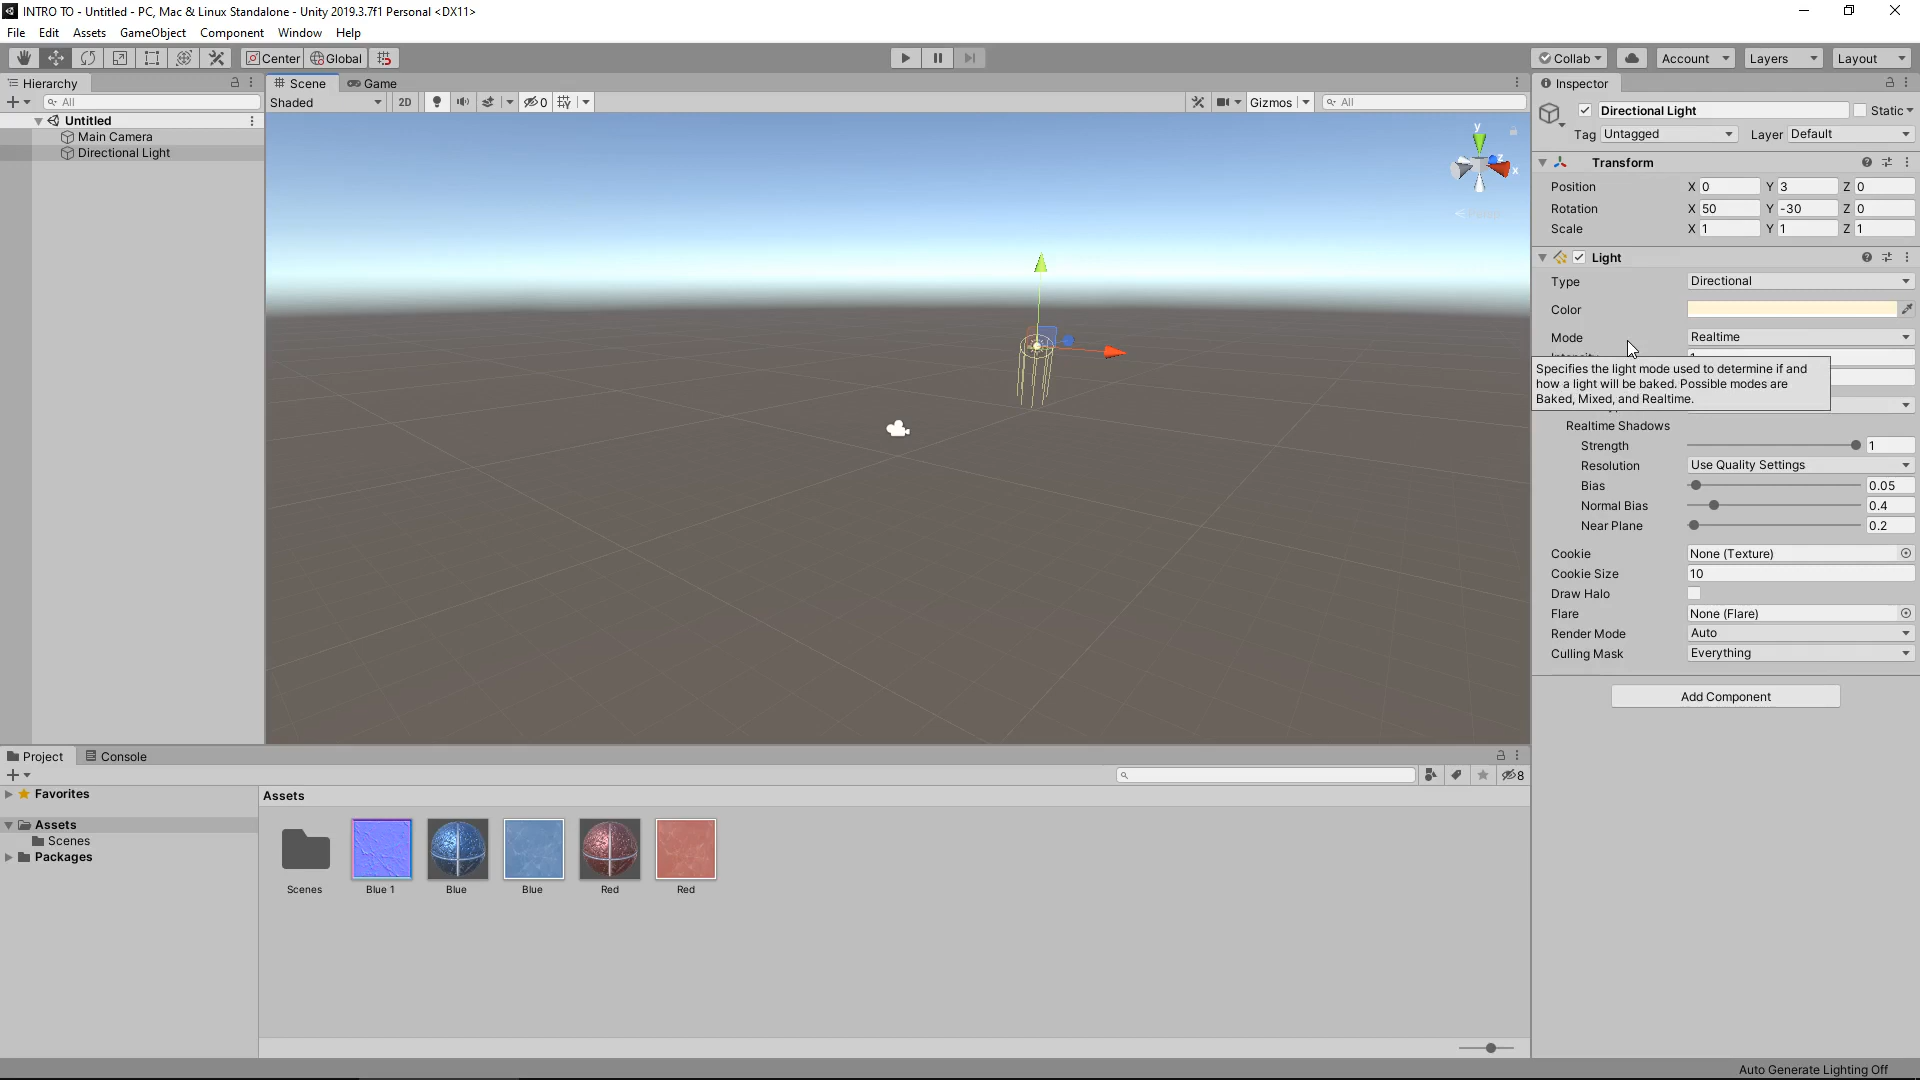 INTRO TO - Untitled - PC, Mac & Linux Standalone - Unity 2019.3.7f1 Personal <DX11>
File Edit Assets GameObject Component Window Help
Center Global Collab Account Layers Layout
Hierarchy
All
Untitled
Main Camera
Directional Light
Scene Game
Shaded 2D 0 Gizmos All
y
z
x
Inspector
Directional Light Static
Tag Untagged Layer Default
Transform
Position X 0 Y 3 Z 0
Rotation X 50 Y -30 Z 0
Scale X 1 Y 1 Z 1
Light
Type Directional
Color
Mode Realtime
Intensity 1
Specifies the light mode used to determine if and
how a light will be baked. Possible modes are
Baked, Mixed, and Realtime.
Realtime Shadows
Strength 1
Resolution Use Quality Settings
Bias 0.05
Normal Bias 0.4
Near Plane 0.2
Cookie None (Texture)
Cookie Size 10
Draw Halo
Flare None (Flare)
Render Mode Auto
Culling Mask Everything
Add Component
Project Console
8
Favorites
Assets
Scenes
Packages
Assets
Scenes Blue 1 Blue Blue Red Red
Auto Generate Lighting Off